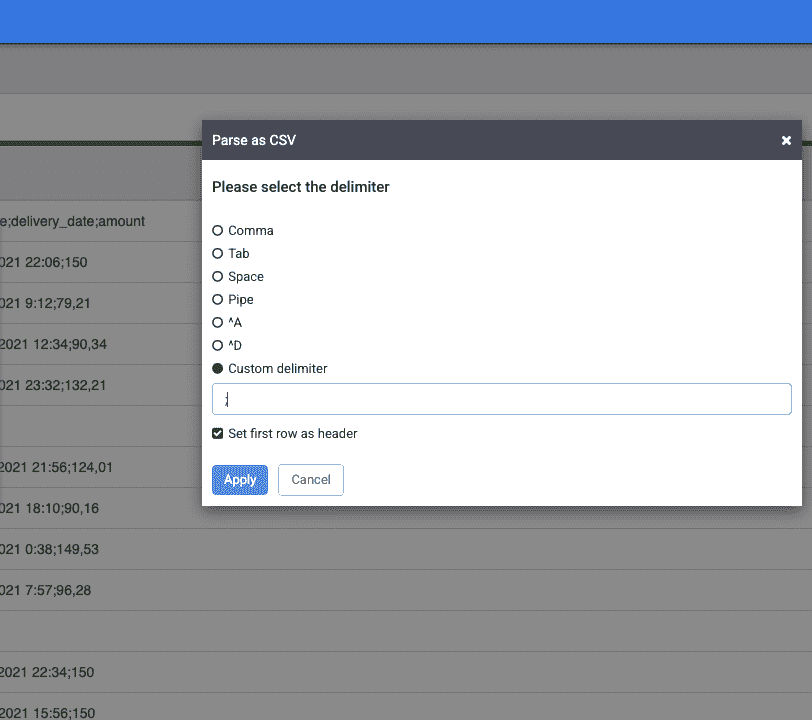 Parse as CSV
Please select the delimiter
Comma
Tab
Space
Pipe
^A
^D
Custom delimiter
;
Set first row as header
Apply Cancel
e;delivery_date;amount
021 22:06;150
021 9:12;79,21
2021 12:34;90,34
021 23:32;132,21
2021 21:56;124,01
021 18:10;90,16
021 0:38;149,53
021 7:57;96,28
2021 22:34;150
2021 15:56;150